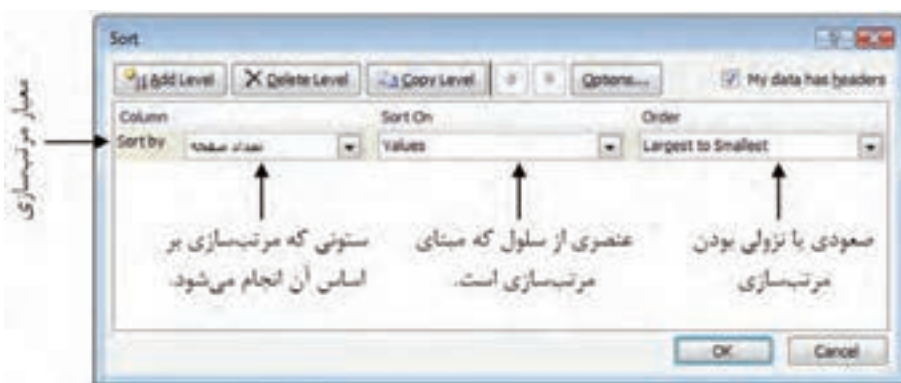 Sort
Add Level Delete Level Copy Level Options... My data has headers
Column Sort On Order
Sort by تعداد صفحه Values Largest to Smallest
معیار مرتب‌سازی
ستونی که مرتب‌سازی بر
اساس آن انجام می‌شود.
عنصری از سلول که مبنای
مرتب‌سازی است.
صعودی یا نزولی بودن
مرتب‌سازی
OK Cancel